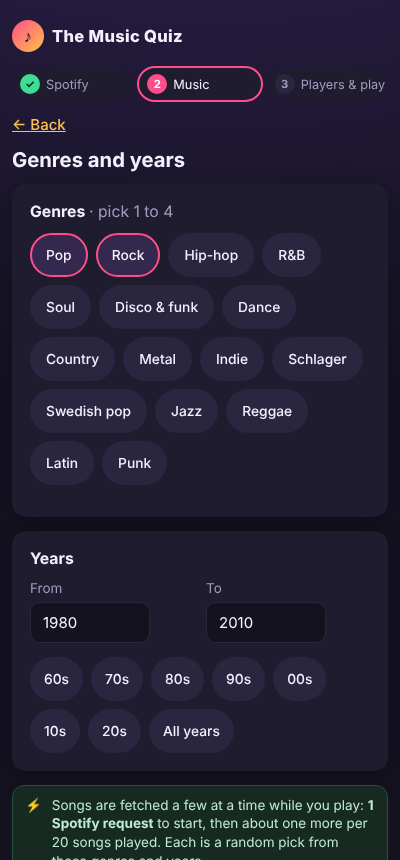 The Music Quiz
Spotify
2 Music
3 Players & play
← Back
Genres and years
Genres · pick 1 to 4
Pop Rock Hip-hop R&B
Soul Disco & funk Dance
Country Metal Indie Schlager
Swedish pop Jazz Reggae
Latin Punk
Years
From To
1980 2010
60s 70s 80s 90s 00s
10s 20s All years
Songs are fetched a few at a time while you play: 1
Spotify request to start, then about one more per
20 songs played. Each is a random pick from
these genres and years.